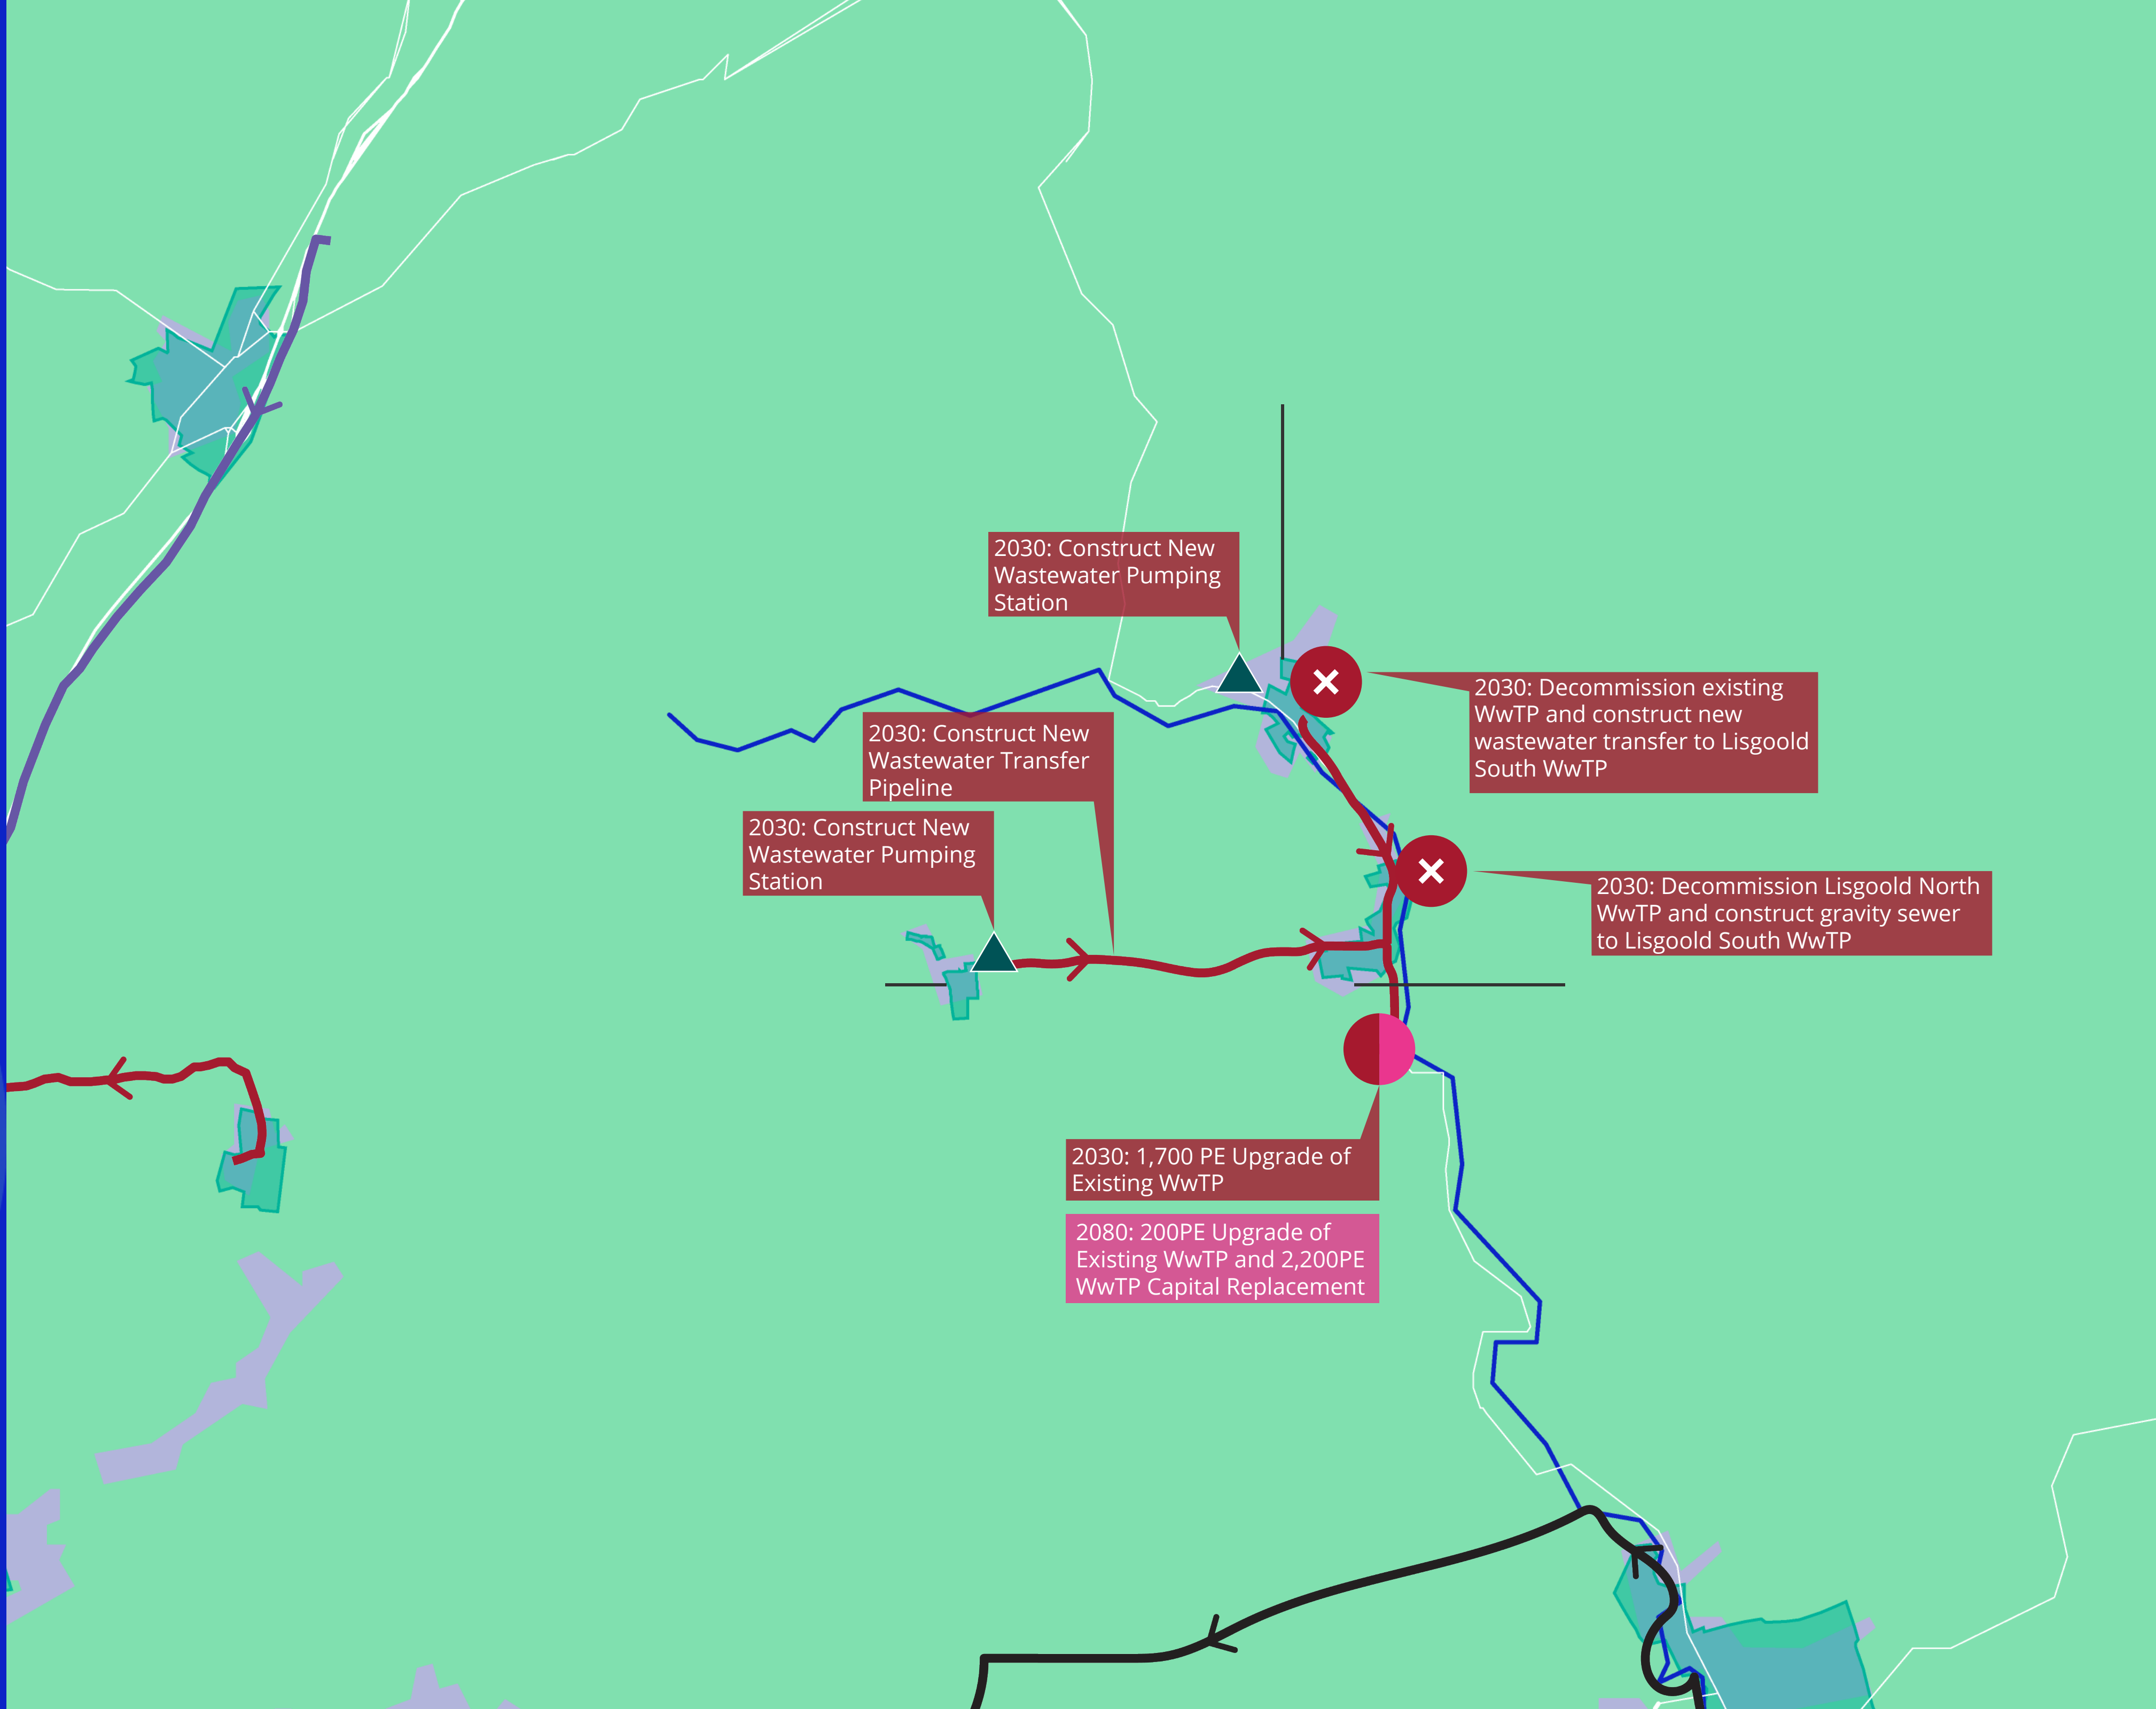 2030: Construct New
Wastewater Pumping
Station
2030: Decommission existing
WwTP and construct new
wastewater transfer to Lisgoold
South WwTP
2030: Construct New
Wastewater Transfer
Pipeline
2030: Construct New
Wastewater Pumping
Station
2030: Decommission Lisgoold North
WwTP and construct gravity sewer
to Lisgoold South WwTP
2030: 1,700 PE Upgrade of
Existing WwTP
2080: 200PE Upgrade of
Existing WwTP and 2,200PE
WwTP Capital Replacement